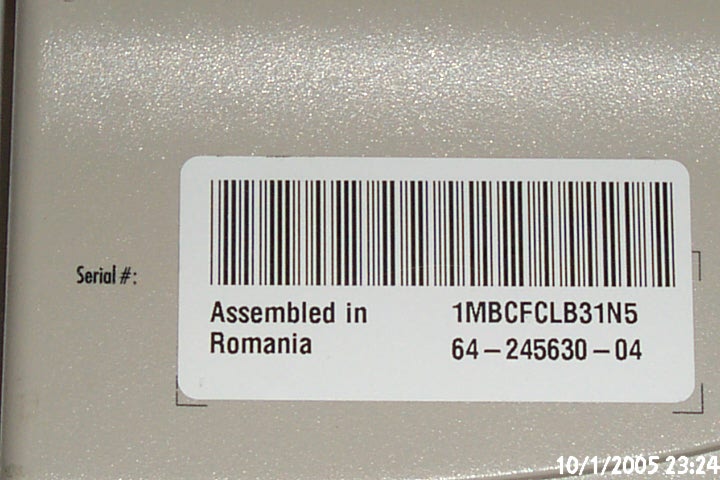 Serial #:
Assembled in
Romania
1MBCFCLB31N5
64-245630-04
10/1/2005 23:24